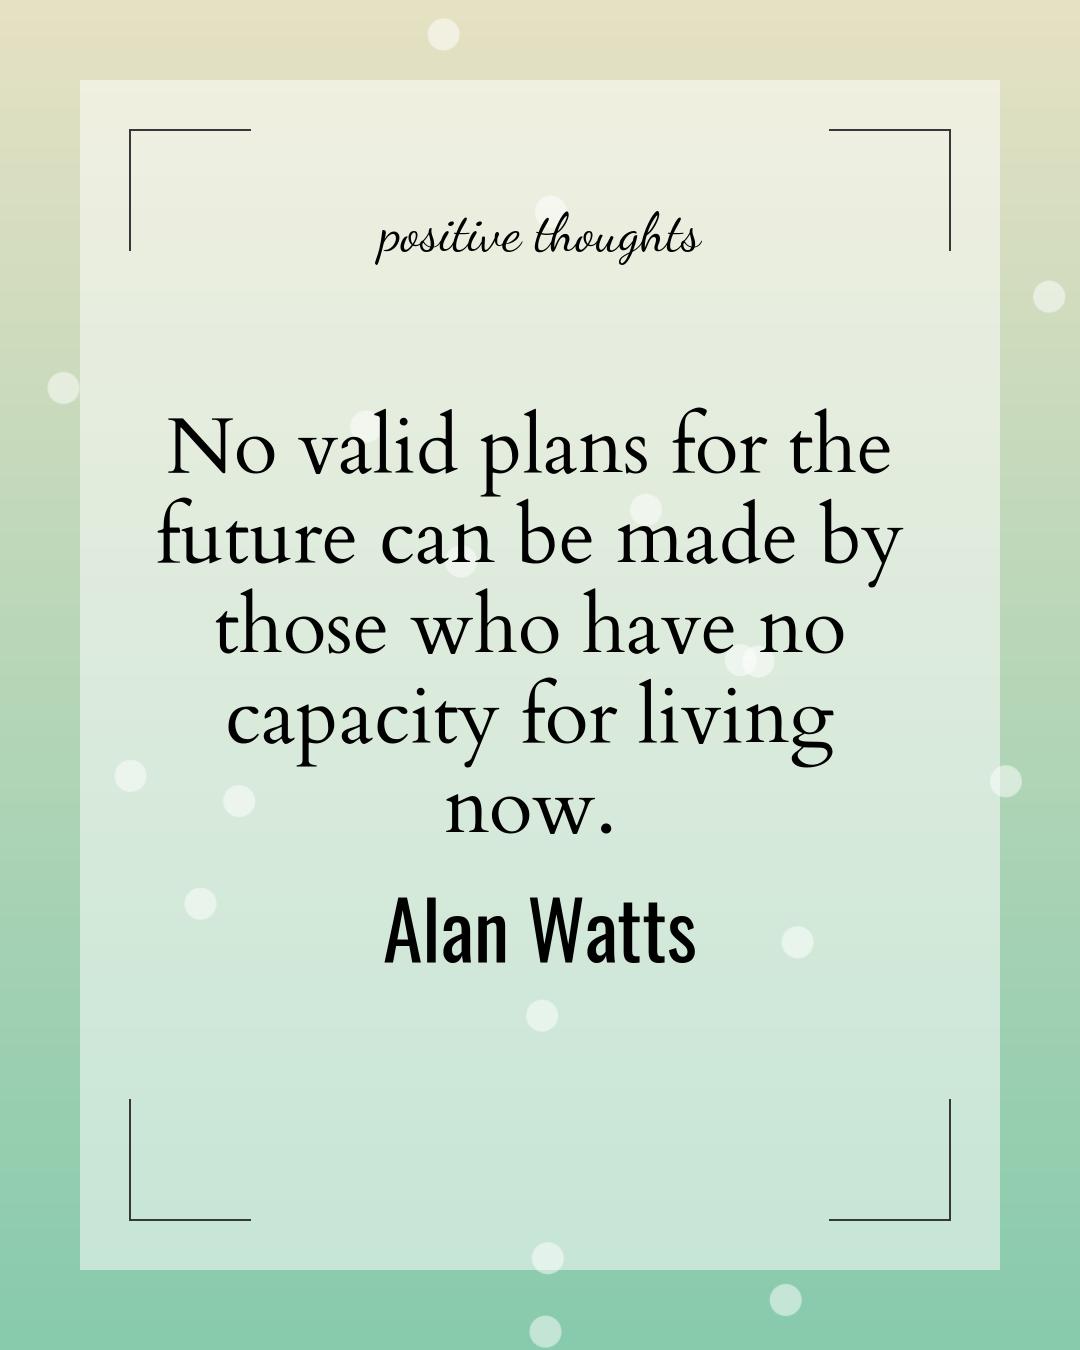 positive thoughts
No valid plans for the
future can be made by
those who have no
capacity for living
now.
Alan Watts